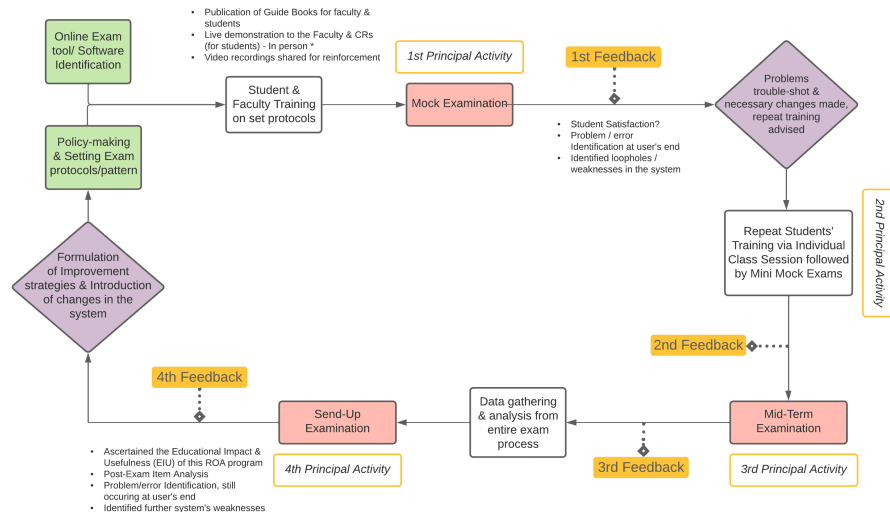 Online Exam
tool/ Software
Identification
• Publication of Guide Books for faculty &
students
• Live demonstration to the Faculty & CRs
(for students) - In person *
• Video recordings shared for reinforcement
1st Principal Activity
1st Feedback
Student &
Faculty Training
on set protocols
Mock Examination
Problems
trouble-shot &
necessary changes made,
repeat training
advised
• Student Satisfaction?
• Problem / error
Identification at user's end
• Identified loopholes /
weaknesses in the system
Policy-making
& Setting Exam
protocols/pattern
2nd Principal Activity
Repeat Students'
Training via Individual
Class Session followed
by Mini Mock Exams
Formulation
of Improvement
strategies & Introduction
of changes in the
system
2nd Feedback
4th Feedback
Send-Up
Examination
Data gathering
& analysis from
entire exam
process
Mid-Term
Examination
• Ascertained the Educational Impact &
Usefulness (EIU) of this ROA program
• Post-Exam Item Analysis
• Problem/error Identification, still
occuring at user's end
• Identified further system's weaknesses
4th Principal Activity
3rd Feedback
3rd Principal Activity